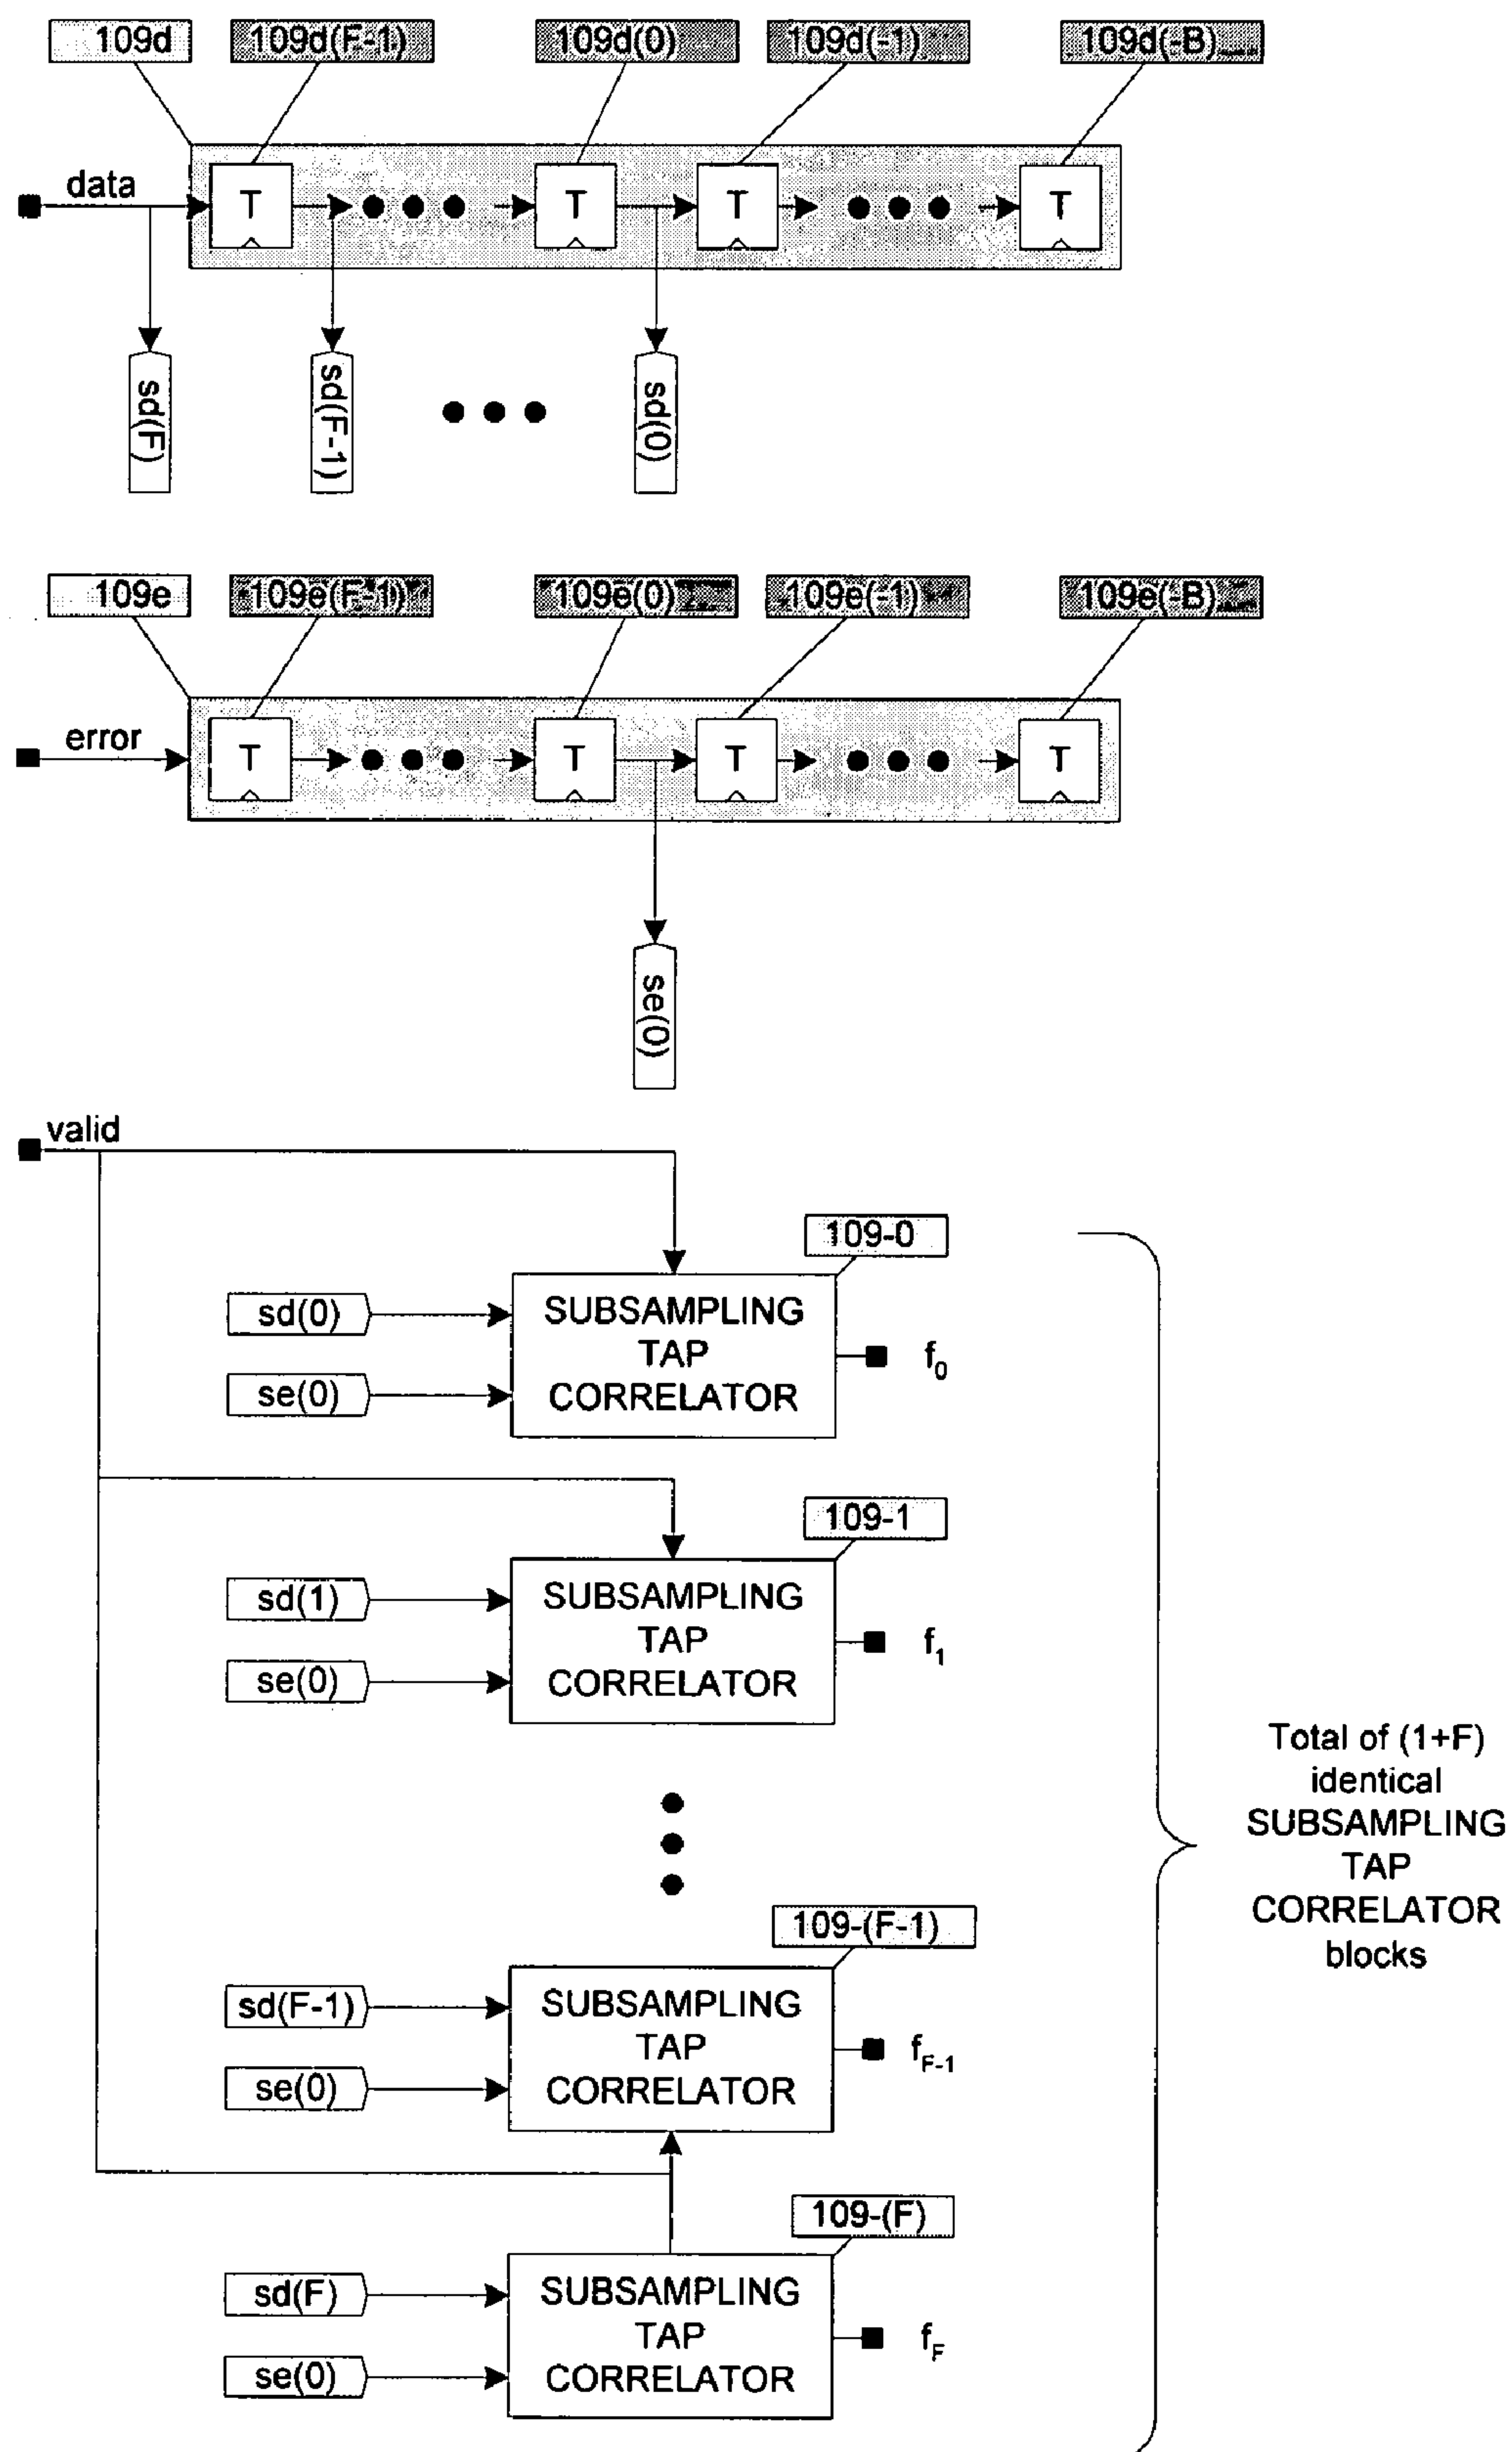 109d 109d(F-1) 109d(0) 109d(-1) 109d(-B)
data T T T T
sd(F) sd(F-1) sd(0)
109e 109e(F-1) 109e(0) 109e(-1) 109e(-B)
error T T T T
se(0)
valid
109-0
sd(0)
se(0)
SUBSAMPLING
TAP
CORRELATOR
f0
109-1
sd(1)
se(0)
SUBSAMPLING
TAP
CORRELATOR
f1
Total of (1+F)
identical
SUBSAMPLING
TAP
CORRELATOR
blocks
109-(F-1)
sd(F-1)
se(0)
SUBSAMPLING
TAP
CORRELATOR
fF-1
109-(F)
sd(F)
se(0)
SUBSAMPLING
TAP
CORRELATOR
fF